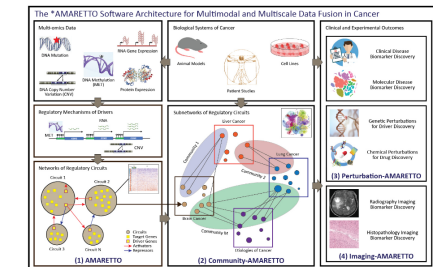 The *AMARETTO Software Architecture for Multimodal and Multiscale Data Fusion in Cancer
Multi-omics Data
DNA Mutation
RNA Gene Expression
DNA Methylation
(MET)
DNA Copy Number
Variation (CNV)
Protein Expression
Biological Systems of Cancer
Animal Models
Cell Lines
Patient Studies
Clinical and Experimental Outcomes
Clinical Disease
Biomarker Discovery
Molecular Disease
Biomarker Discovery
Genetic Perturbations
for Driver Discovery
Chemical Perturbations
for Drug Discovery
(3) Perturbation-AMARETTO
Radiography Imaging
Biomarker Discovery
Histopathology Imaging
Biomarker Discovery
(4) Imaging-AMARETTO
Regulatory Mechanisms of Drivers
MET
RNA
CNV
Networks of Regulatory Circuits
Circuit 1
Circuit 2
Circuit 3
Circuit N
Circuits
Target Genes
Driver Genes
Activators
Repressors
(1) AMARETTO
Subnetworks of Regulatory Circuits
Liver Cancer
Lung Cancer
Brain Cancer
Community 1
Community 2
Etiologies of Cancer
(2) Community-AMARETTO